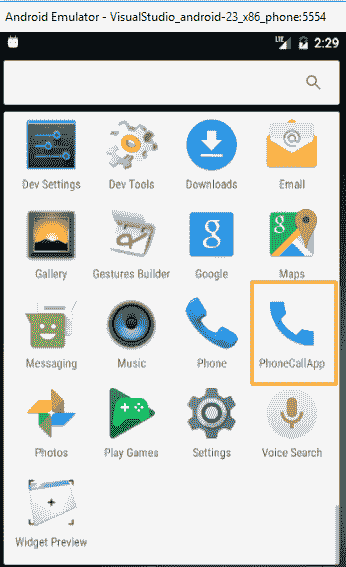 Android Emulator - VisualStudio_android-23_x86_phone:5554
LTE 2:29
Dev Settings Dev Tools Downloads Email
Gallery Gestures Builder Google Maps
Messaging Music Phone PhoneCallApp
Photos Play Games Settings Voice Search
Widget Preview